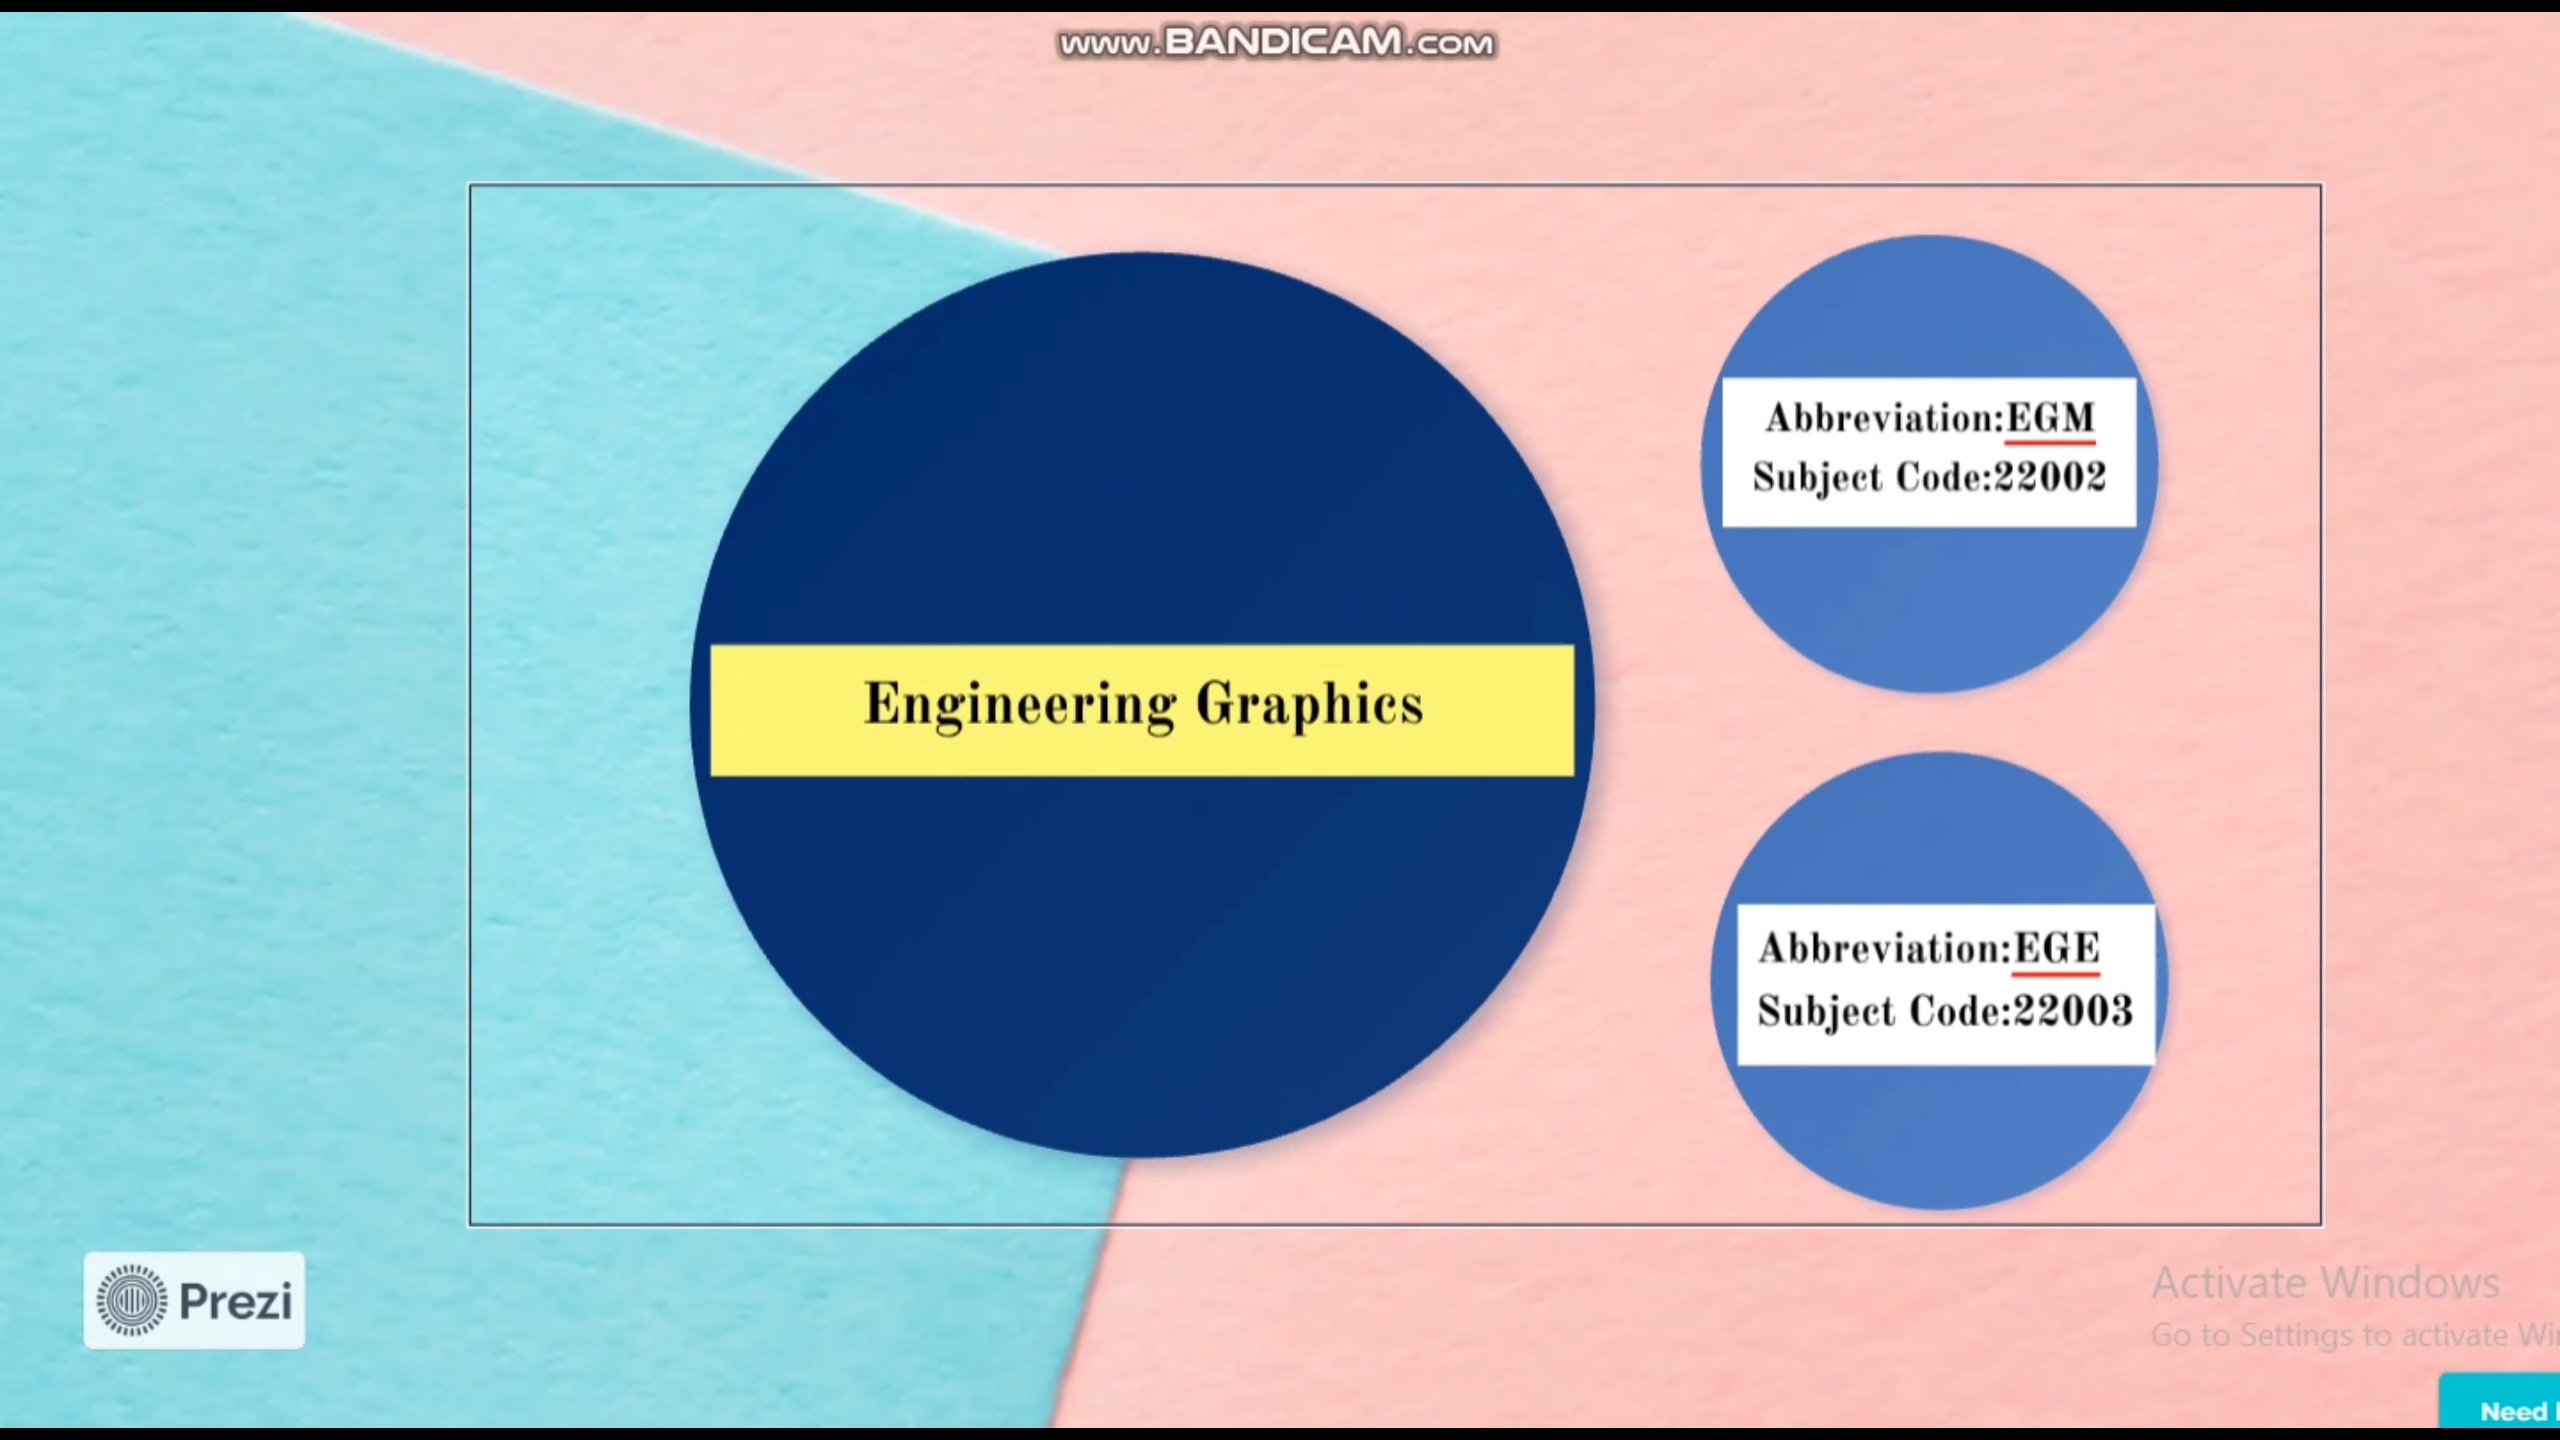 www.BANDICAM.com
Engineering Graphics
Abbreviation:EGM
Subject Code:22002
Abbreviation:EGE
Subject Code:22003
Prezi
Activate Windows
Go to Settings to activate
Need